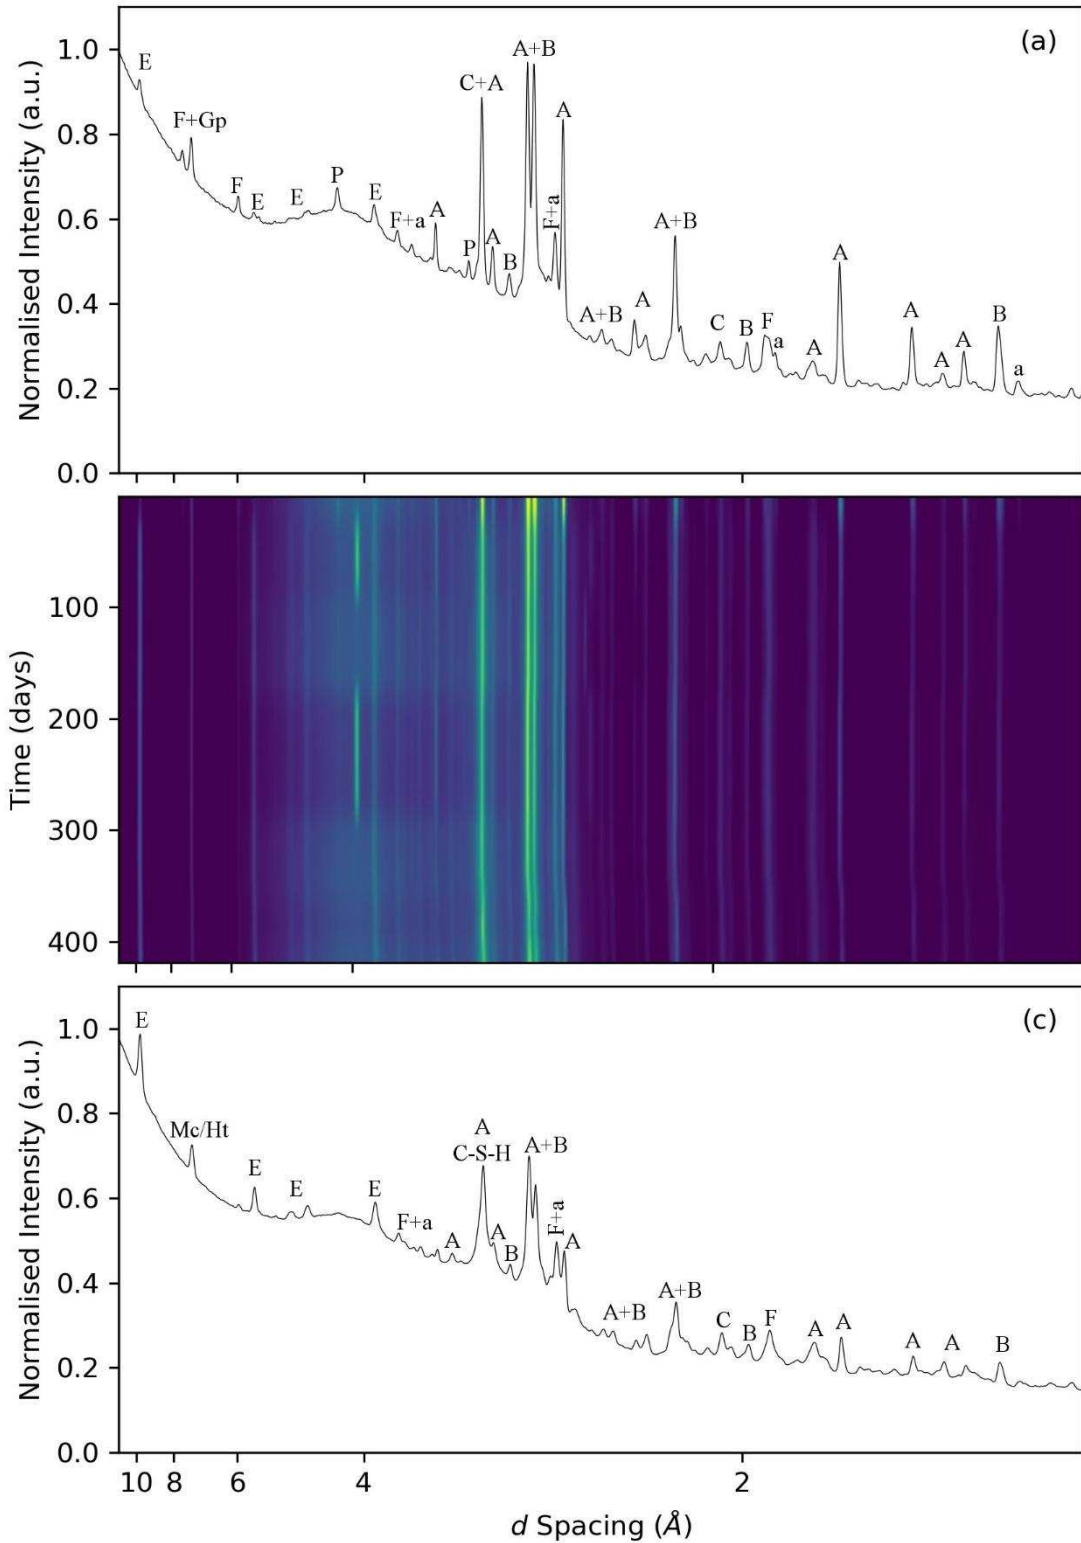 (a)
Normalised Intensity (a.u.)
1.0
0.8
0.6
0.4
0.2
0.0
E
F+Gp
F
E
E
P
E
F+a
A
P
C+A
A
B
A+B
F+a
A
A+B
A
A+B
C
B
F
a
A
A
A
A
A
B
a
Time (days)
100
200
300
400
(c)
Normalised Intensity (a.u.)
1.0
0.8
0.6
0.4
0.2
0.0
E
Mc/Ht
E
E
E
F+a
A
A
C-S-H
A
B
A+B
F+a
A
A+B
A+B
C
B
F
A
A
A
A
B
10
8
6
4
2
d Spacing (Å)